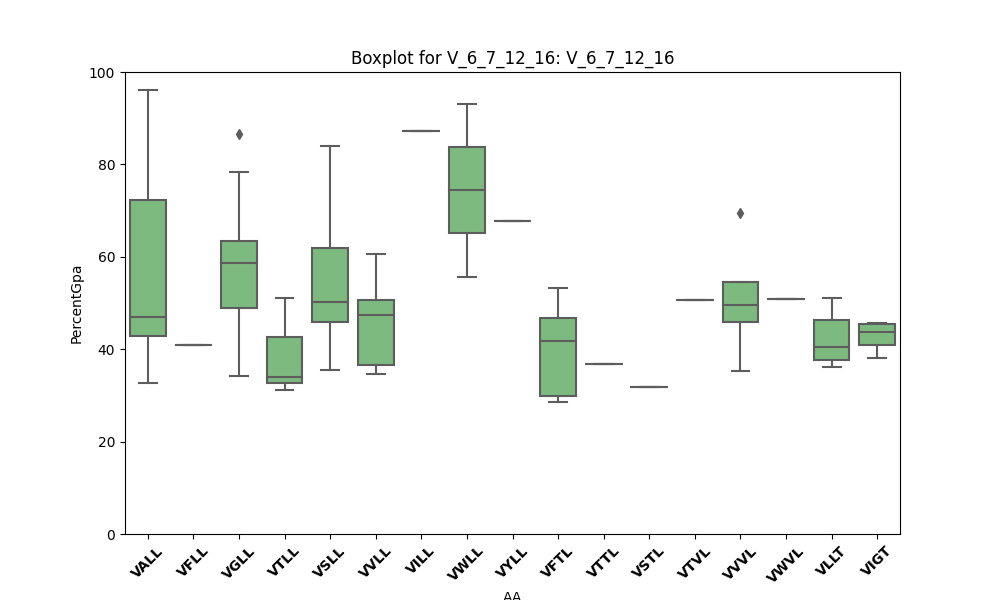 Boxplot for V_6_7_12_16: V_6_7_12_16
100
80
60
40
20
0
PercentGpa
VALL VFLL VGLL VTLL VSLL VVLL VILL VWLL VYLL VFTL VTTL VSTL VTVL VVVL VWVL VLLT VIGT
AA